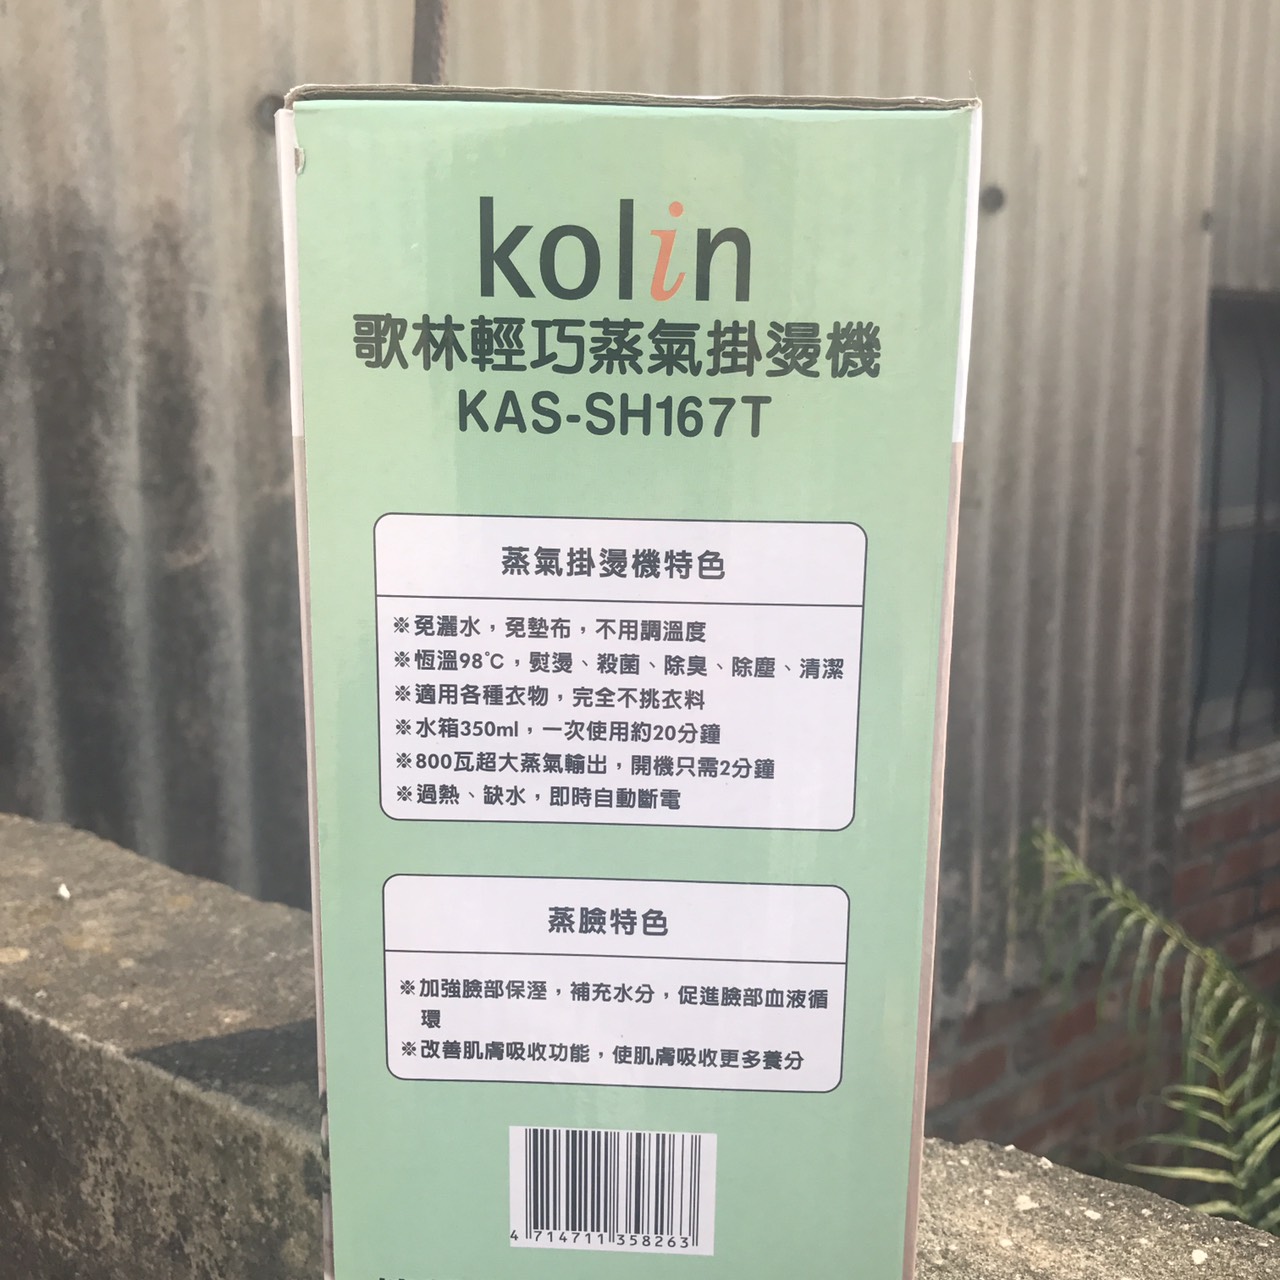 kolin
歌林輕巧蒸氣掛燙機
KAS-SH167T
蒸氣掛燙機特色
※免灑水，免墊布，不用調溫度
※恆溫98℃，熨燙、殺菌、除臭、除塵、清潔
※適用各種衣物，完全不挑衣料
※水箱350ml，一次使用約20分鐘
※800瓦超大蒸氣輸出，開機只需2分鐘
※過熱、缺水，即時自動斷電
蒸臉特色
※加強臉部保溼，補充水分，促進臉部血液循
環
※改善肌膚吸收功能，使肌膚吸收更多養分
4 714711 358263